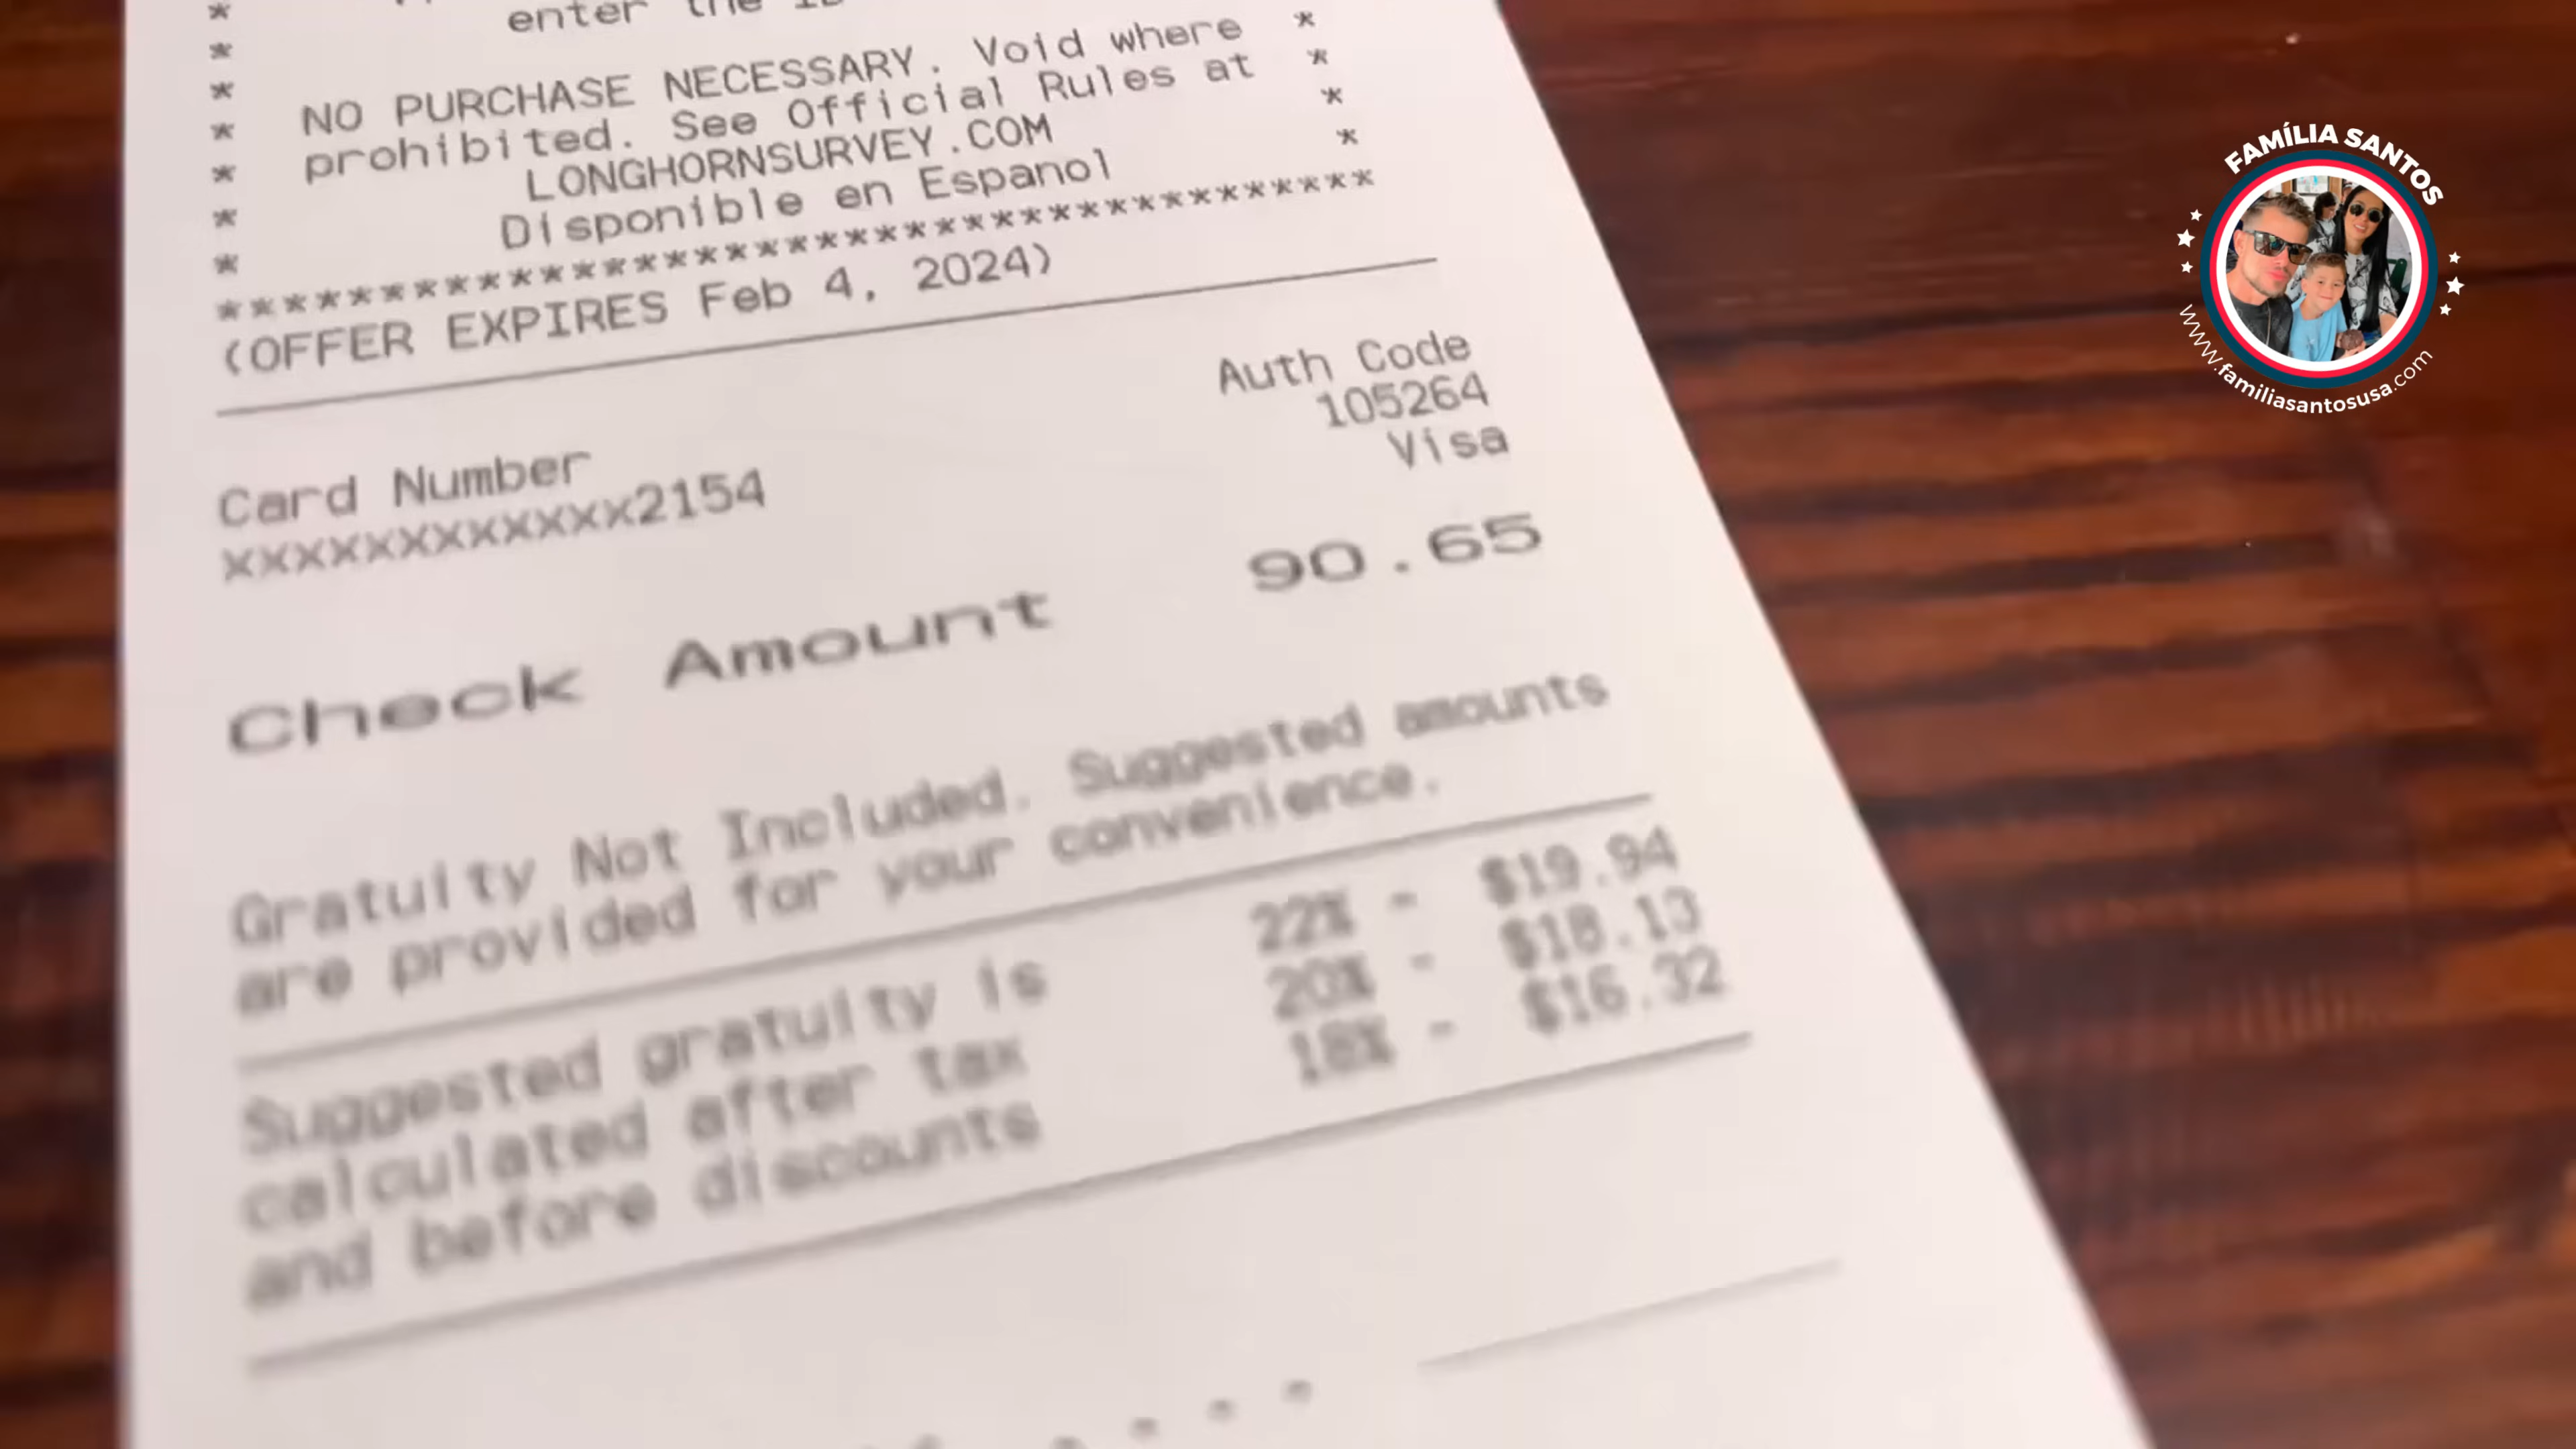 enter the
NO PURCHASE NECESSARY. Void where
prohibited. See Official Rules at
LONGHORNSURVEY.COM
Disponible en Espanol
***********************************
(OFFER EXPIRES Feb 4, 2024)
Auth Code
105264
Visa
Card Number
xxxxxxxxxxxx2154
Check Amount 90.65
Gratuity Not Included. Suggested amounts
are provided for your convenience.
Suggested gratuity is 22% - $19.94
calculated after tax 20% - $18.13
and before discounts 18% - $16.32
FAMÍLIA SANTOS
www.familiasantosusa.com